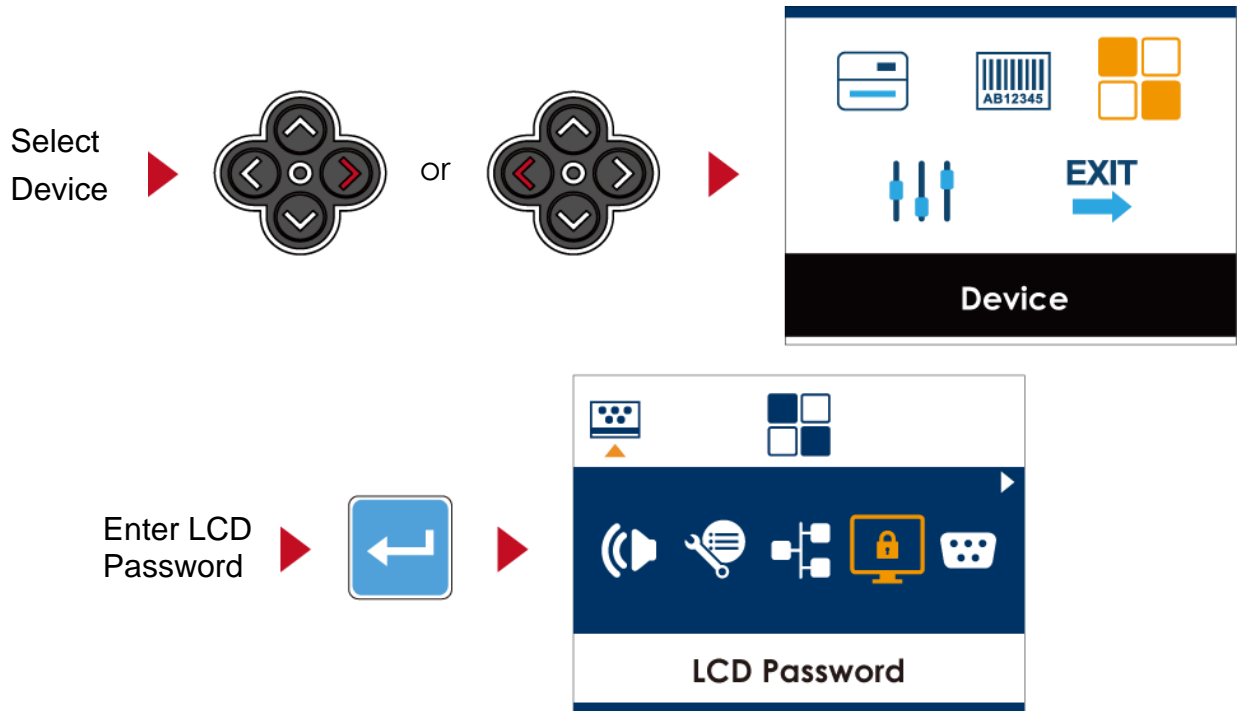 Select
Device
or
AB12345
EXIT
Device
Enter LCD
Password
LCD Password